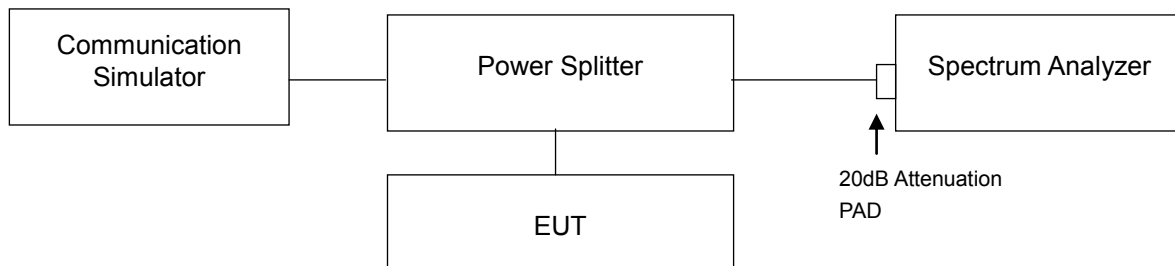 Communication
Simulator
Power Splitter
Spectrum Analyzer
20dB Attenuation
PAD
EUT